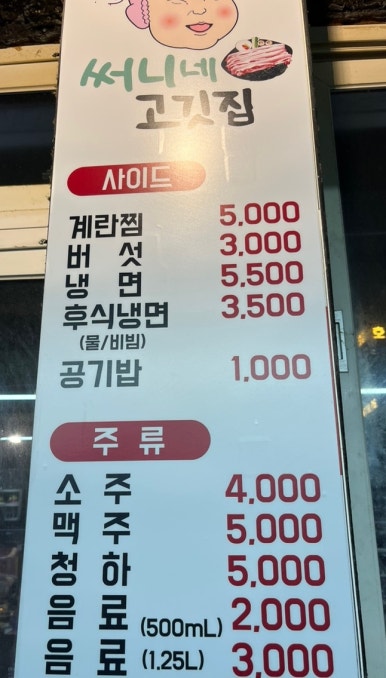 써니네
고깃집
사이드
계란찜 5,000
버섯 3,000
냉면 5,500
후식냉면 3,500
(물/비빔)
공기밥 1,000
주류
소주 4,000
맥주 5,000
청하 5,000
음료 (500mL) 2,000
음료 (1.25L) 3,000